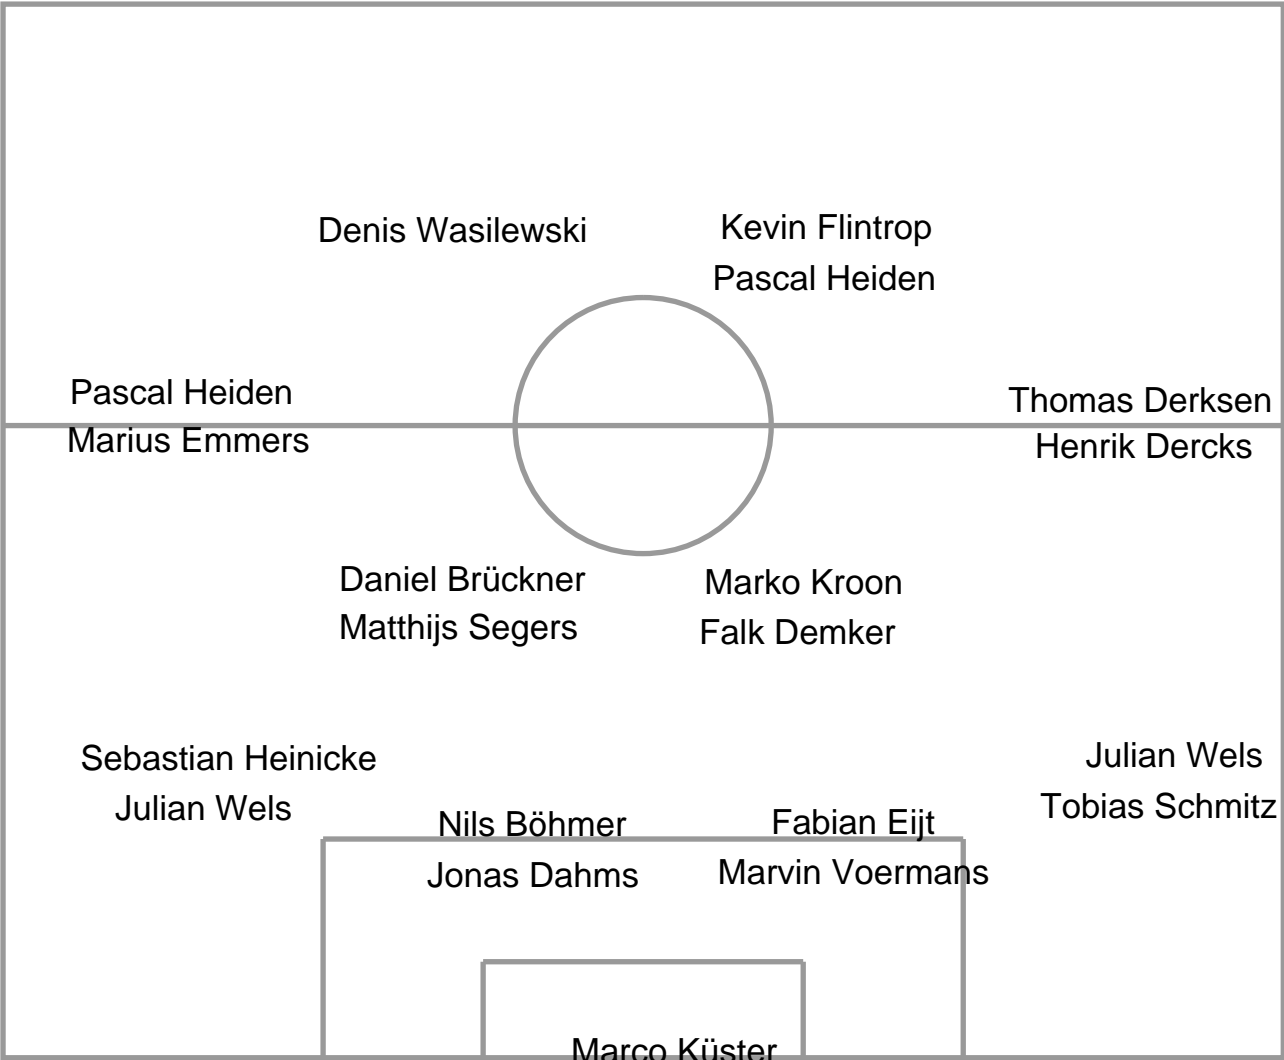 Denis Wasilewski
Kevin Flintrop
Pascal Heiden
Pascal Heiden
Marius Emmers
Thomas Derksen
Henrik Dercks
Daniel Brückner
Matthijs Segers
Marko Kroon
Falk Demker
Sebastian Heinicke
Julian Wels
Nils Böhmer
Jonas Dahms
Fabian Eijt
Marvin Voermans
Julian Wels
Tobias Schmitz
Marco Küster